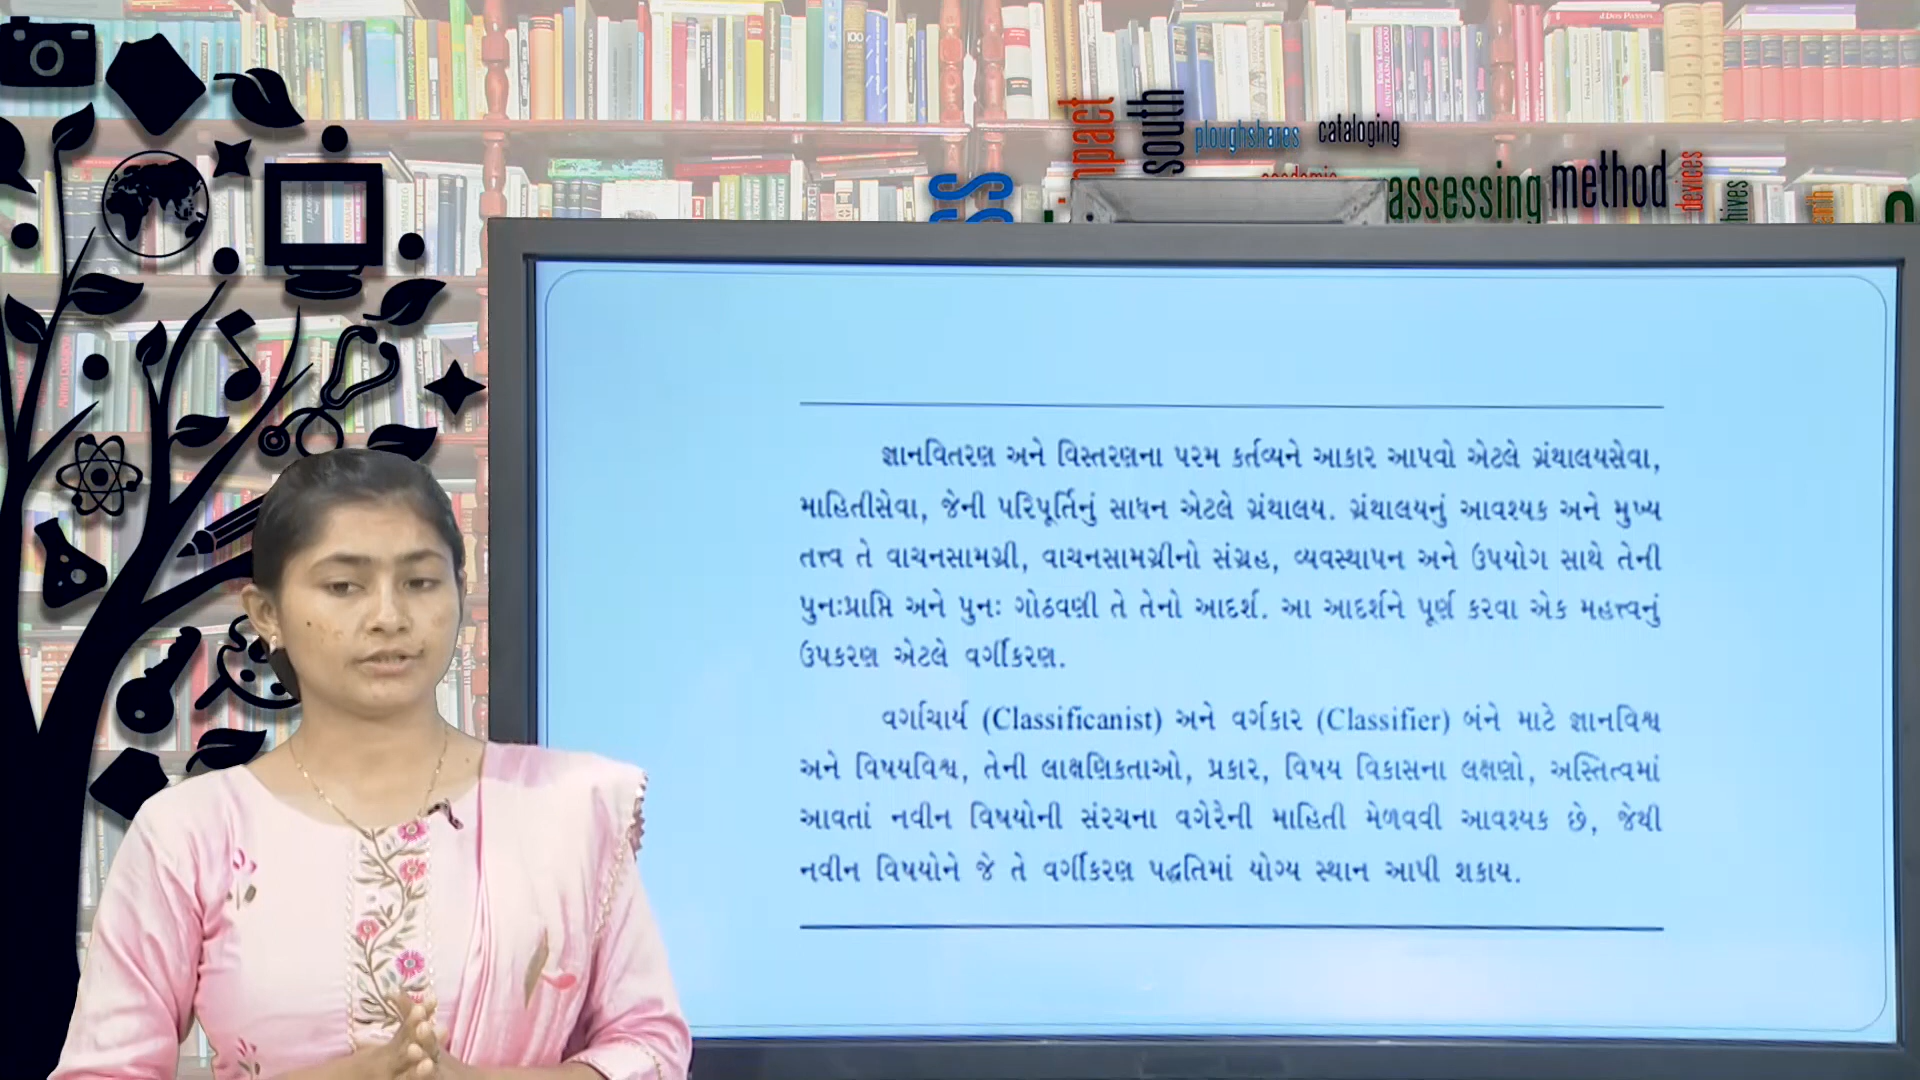 impact
south
ploughshares
cataloging
academic
assessing
method
devices
જ્ઞાનવિતરણ અને વિસ્તરણના પરમ કર્તવ્યને આકાર આપવો એટલે ગ્રંથાલયસેવા,
માહિતીસેવા, જેની પરિપૂર્તિનું સાધન એટલે ગ્રંથાલય. ગ્રંથાલયનું આવશ્યક અને મુખ્ય
તત્ત્વ તે વાચનસામગ્રી, વાચનસામગ્રીનો સંગ્રહ, વ્યવસ્થાપન અને ઉપયોગ સાથે તેની
પુનઃપ્રાપ્તિ અને પુનઃ ગોઠવણી તે તેનો આદર્શ. આ આદર્શને પૂર્ણ કરવા એક મહત્ત્વનું
ઉપકરણ એટલે વર્ગીકરણ.
વર્ગાચાર્ય (Classificanist) અને વર્ગકાર (Classifier) બંને માટે જ્ઞાનવિશ્વ
અને વિષયવિશ્વ, તેની લાક્ષણિકતાઓ, પ્રકાર, વિષય વિકાસના લક્ષણો, અસ્તિત્વમાં
આવતાં નવીન વિષયોની સંરચના વગેરેની માહિતી મેળવવી આવશ્યક છે, જેથી
નવીન વિષયોને જે તે વર્ગીકરણ પદ્ધતિમાં યોગ્ય સ્થાન આપી શકાય.